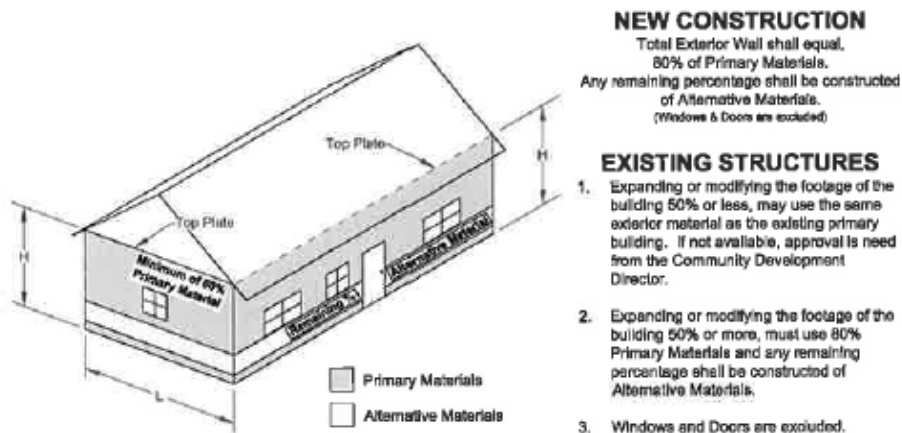 NEW CONSTRUCTION
Total Exterior Wall shall equal,
80% of Primary Materials.
Any remaining percentage shall be constructed
of Alternative Materials.
(Windows & Doors are excluded)
EXISTING STRUCTURES
1. Expanding or modifying the footage of the
building 50% or less, may use the same
exterior material as the existing primary
building. If not available, approval is need
from the Community Development
Director.
2. Expanding or modifying the footage of the
building 50% or more, must use 80%
Primary Materials and any remaining
percentage shall be constructed of
Alternative Materials.
3. Windows and Doors are excluded.
Top Plate
H
Top Plate
H
Minimum of
Primary Material
Remaining %
Alternative Material
L
Primary Materials
Alternative Materials